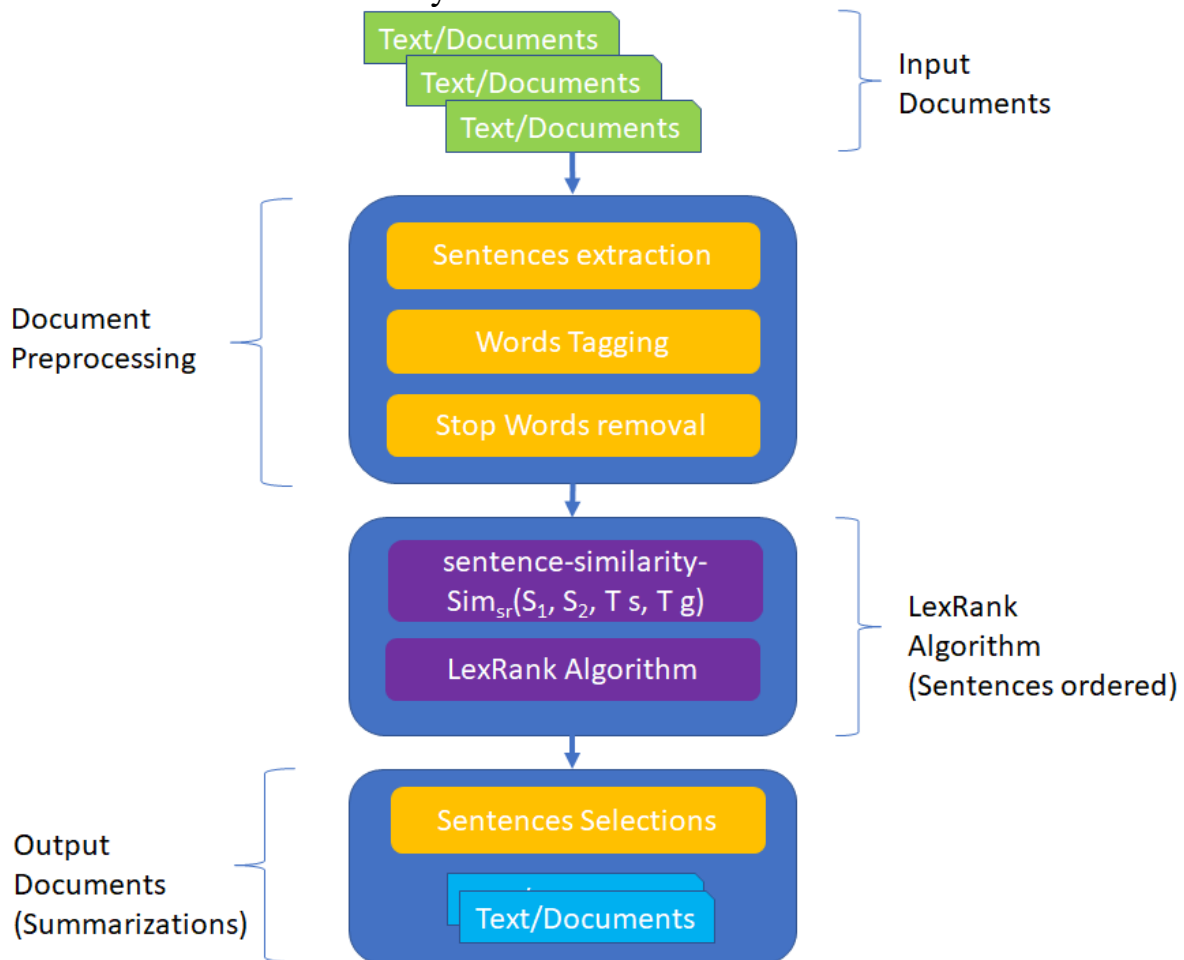 Text/Documents
Text/Documents
Text/Documents
Input
Documents
Document
Preprocessing
Sentences extraction
Words Tagging
Stop Words removal
sentence-similarity-
Simsr(S1, S2, T s, T g)
LexRank Algorithm
LexRank
Algorithm
(Sentences ordered)
Output
Documents
(Summarizations)
Sentences Selections
Text/Documents